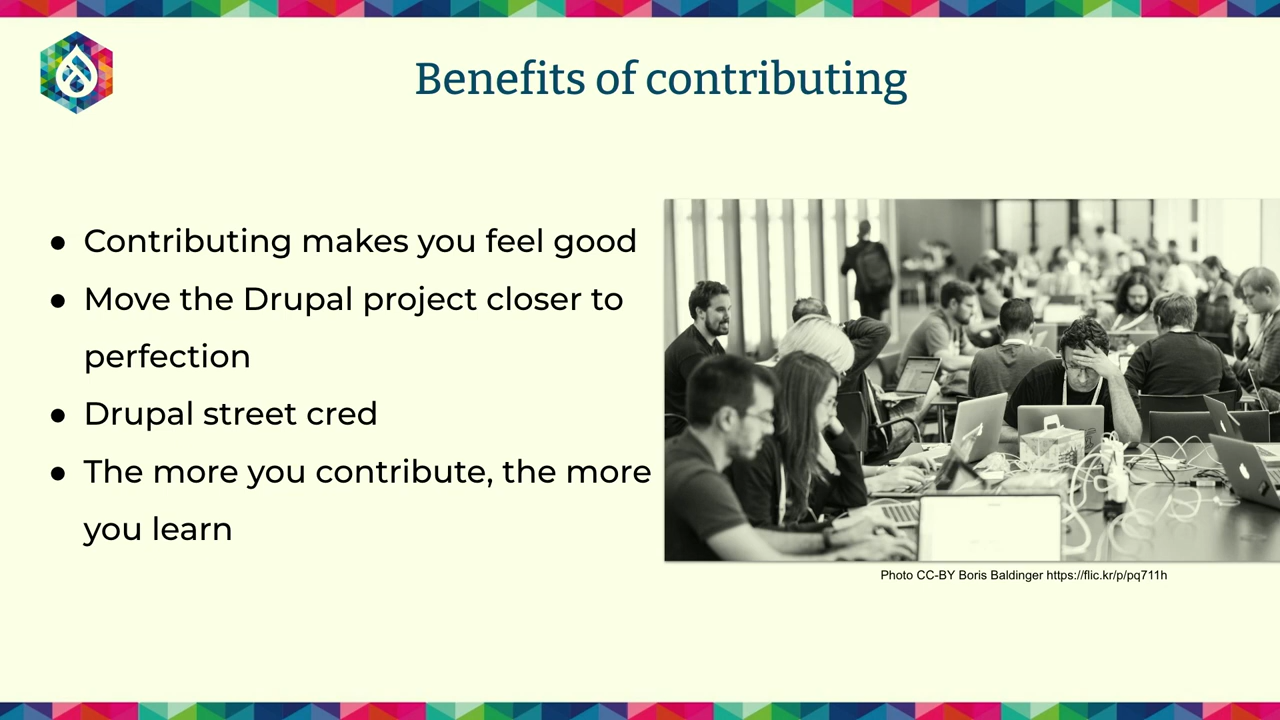 Benefits of contributing
● Contributing makes you feel good
● Move the Drupal project closer to
perfection
● Drupal street cred
● The more you contribute, the more
you learn
Photo CC-BY Boris Baldinger https://flic.kr/p/pq711h